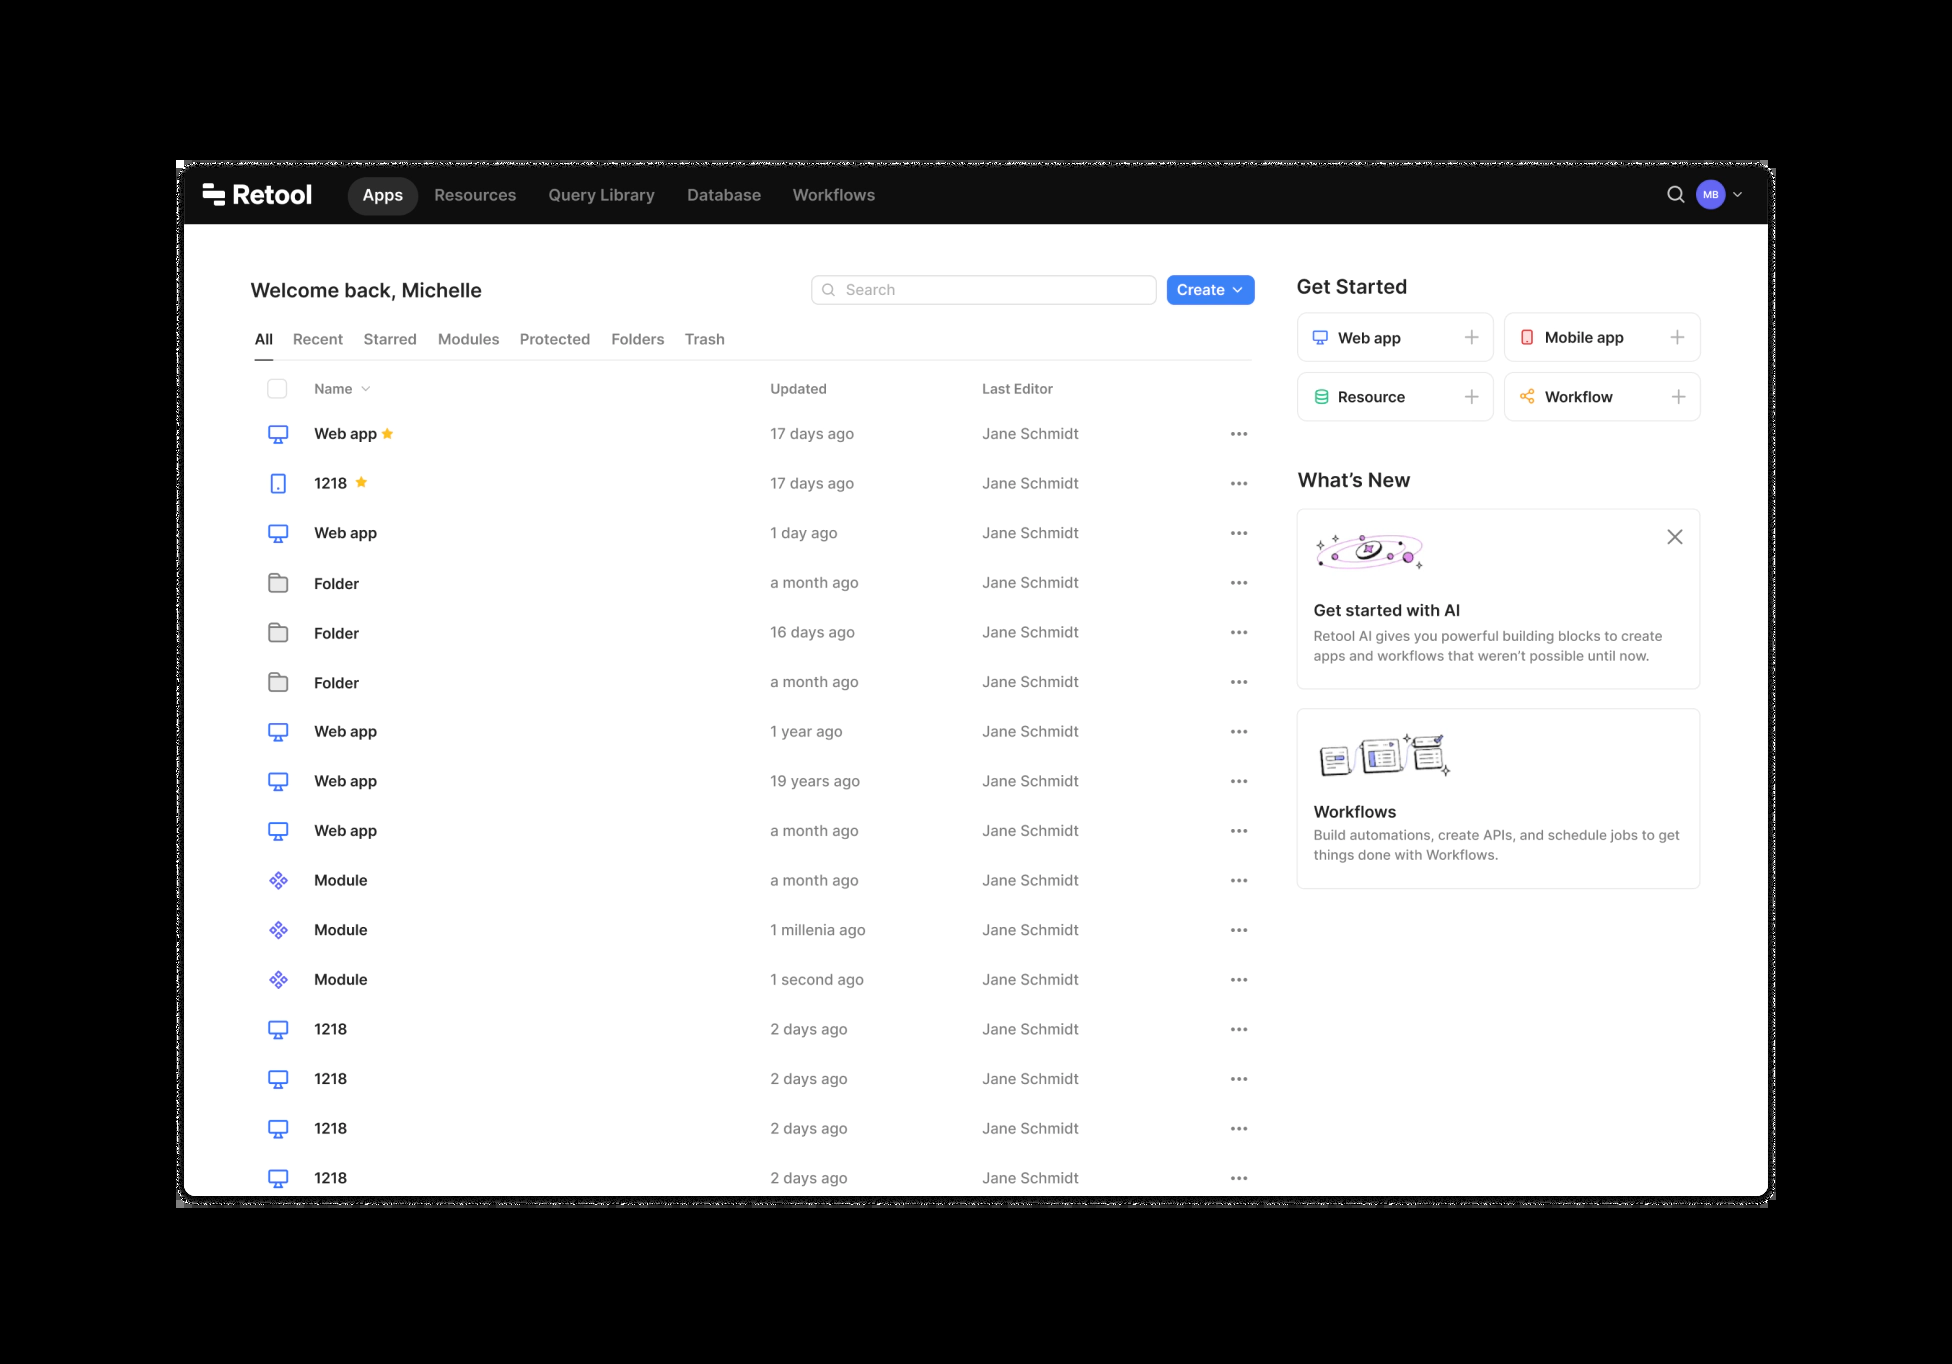 Retool
Apps Resources Query Library Database Workflows
MB
Welcome back, Michelle
Search
Create
All Recent Starred Modules Protected Folders Trash
Name Updated Last Editor
Web app 17 days ago Jane Schmidt
1218 17 days ago Jane Schmidt
Web app 1 day ago Jane Schmidt
Folder a month ago Jane Schmidt
Folder 16 days ago Jane Schmidt
Folder a month ago Jane Schmidt
Web app 1 year ago Jane Schmidt
Web app 19 years ago Jane Schmidt
Web app a month ago Jane Schmidt
Module a month ago Jane Schmidt
Module 1 millenia ago Jane Schmidt
Module 1 second ago Jane Schmidt
1218 2 days ago Jane Schmidt
1218 2 days ago Jane Schmidt
1218 2 days ago Jane Schmidt
1218 2 days ago Jane Schmidt
Get Started
Web app
Mobile app
Resource
Workflow
What’s New
Get started with AI
Retool AI gives you powerful building blocks to create
apps and workflows that weren't possible until now.
Workflows
Build automations, create APIs, and schedule jobs to get
things done with Workflows.